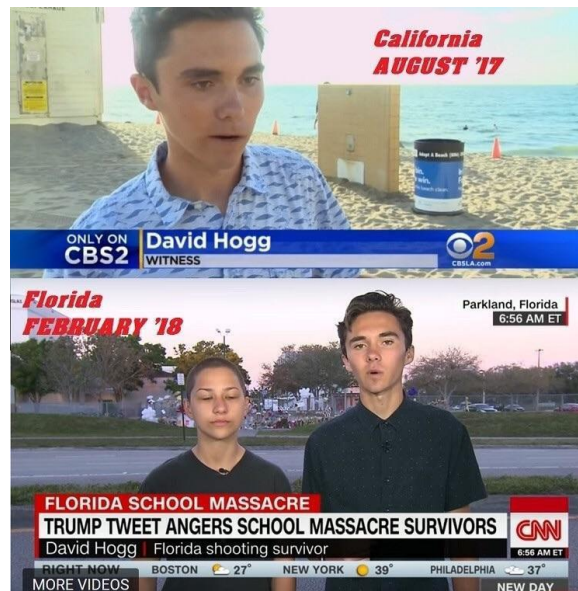 California
AUGUST '17
ONLY ON
CBS2
David Hogg
WITNESS
2
CBSLA.com
Florida
FEBRUARY '18
Parkland, Florida
6:56 AM ET
FLORIDA SCHOOL MASSACRE
TRUMP TWEET ANGERS SCHOOL MASSACRE SURVIVORS
David Hogg | Florida shooting survivor
CNN
6:56 AM ET
RIGHT NOW BOSTON 27° NEW YORK 39° PHILADELPHIA 37°
MORE VIDEOS
NEW DAY